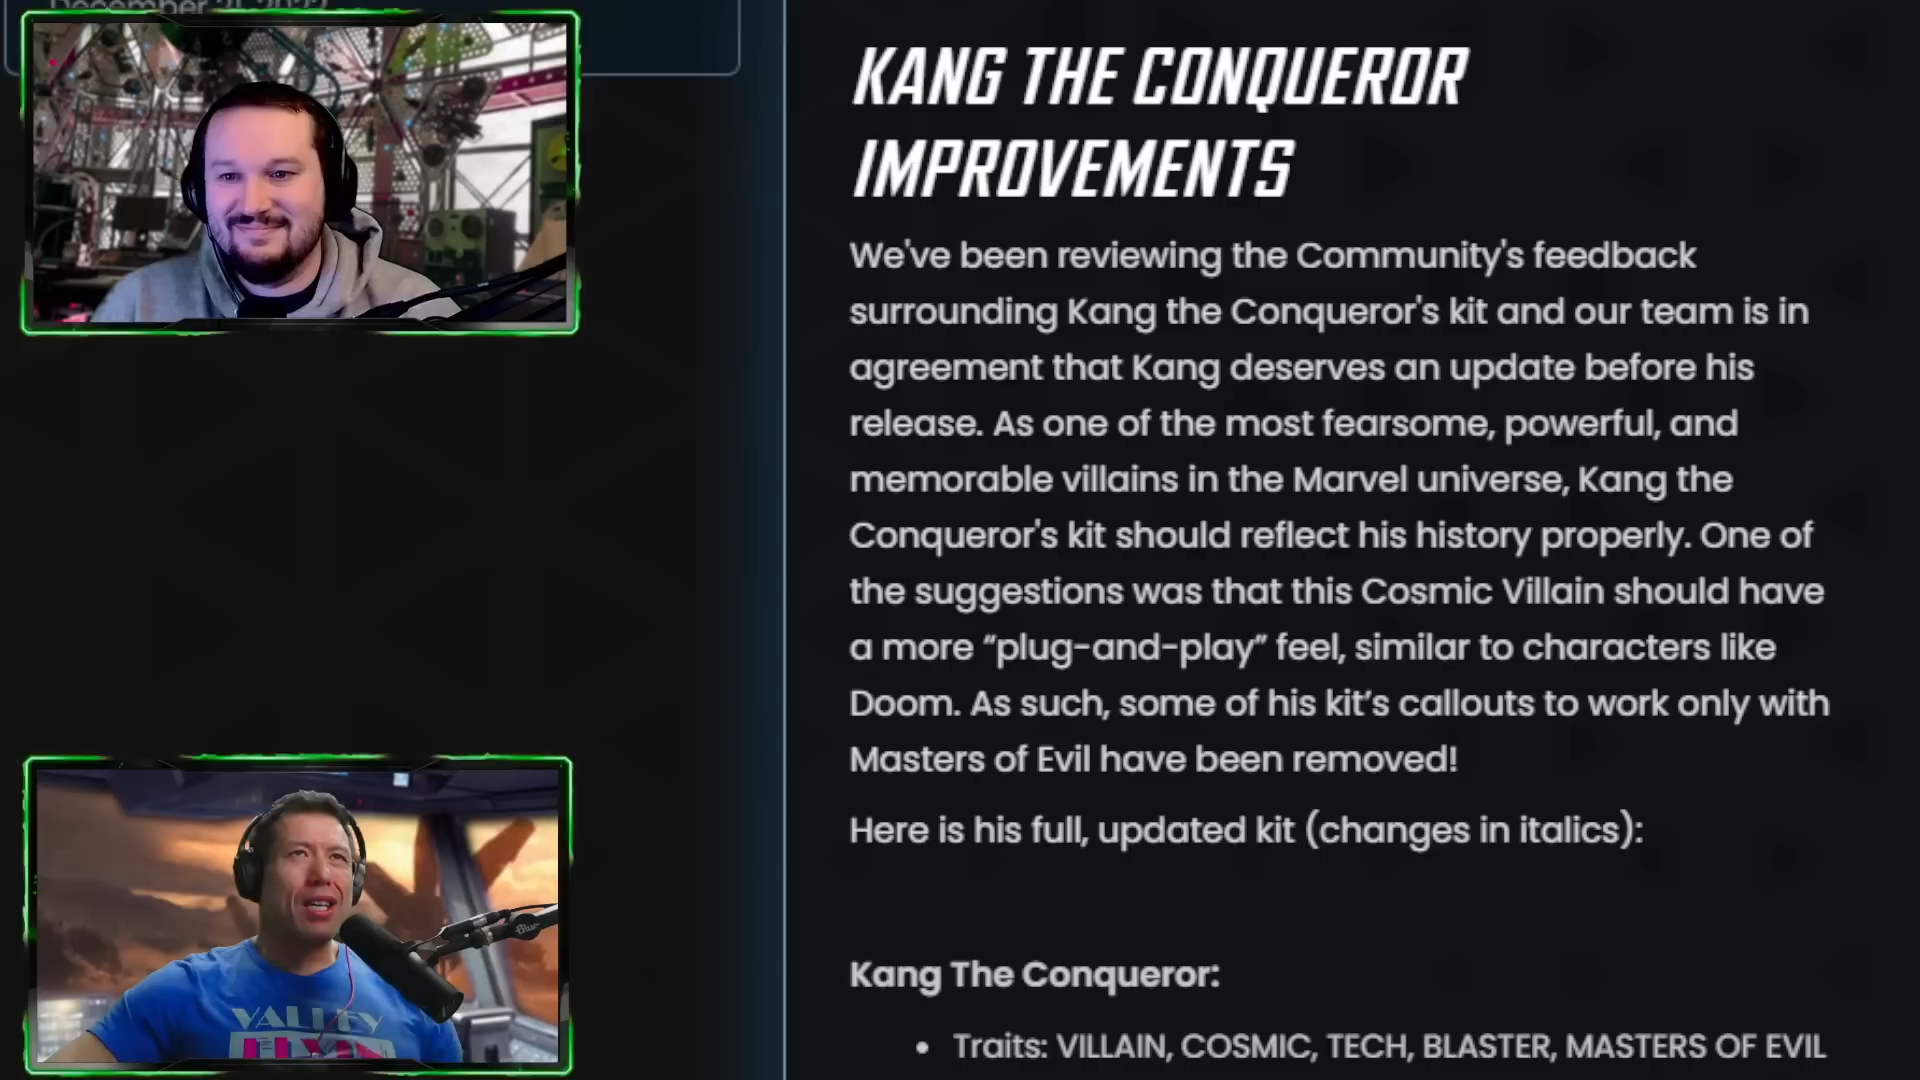 December 21, 2022
KANG THE CONQUEROR
IMPROVEMENTS
We've been reviewing the Community's feedback
surrounding Kang the Conqueror's kit and our team is in
agreement that Kang deserves an update before his
release. As one of the most fearsome, powerful, and
memorable villains in the Marvel universe, Kang the
Conqueror's kit should reflect his history properly. One of
the suggestions was that this Cosmic Villain should have
a more “plug-and-play” feel, similar to characters like
Doom. As such, some of his kit’s callouts to work only with
Masters of Evil have been removed!
Here is his full, updated kit (changes in italics):
Kang The Conqueror:
• Traits: VILLAIN, COSMIC, TECH, BLASTER, MASTERS OF EVIL
Blue
VALLEY